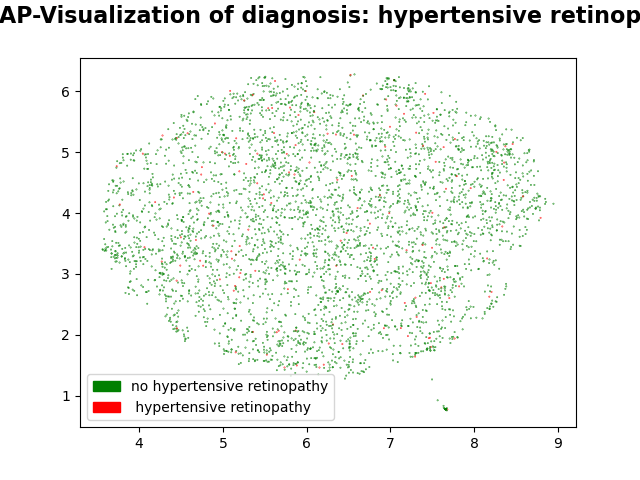 AP-Visualization of diagnosis: hypertensive retinop
6
5
4
3
2
1
no hypertensive retinopathy
hypertensive retinopathy
4 5 6 7 8 9